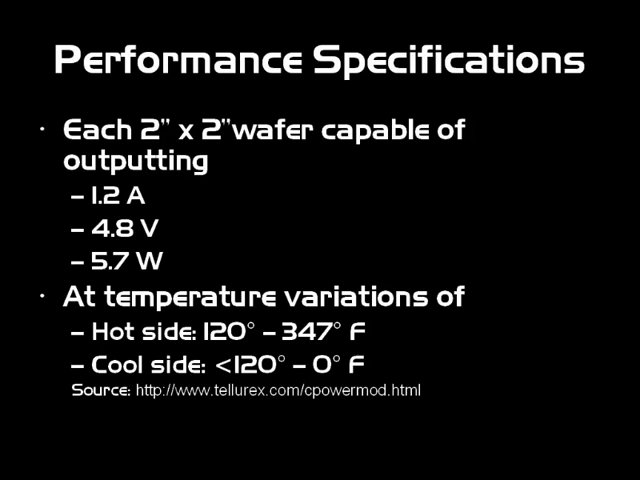 Performance Specifications
• Each 2" x 2"wafer capable of
outputting
– 1.2 A
– 4.8 V
– 5.7 W
• At temperature variations of
– Hot side: 120° – 347° F
– Cool side: <120° – 0° F
Source: http://www.tellurex.com/cpowermod.html